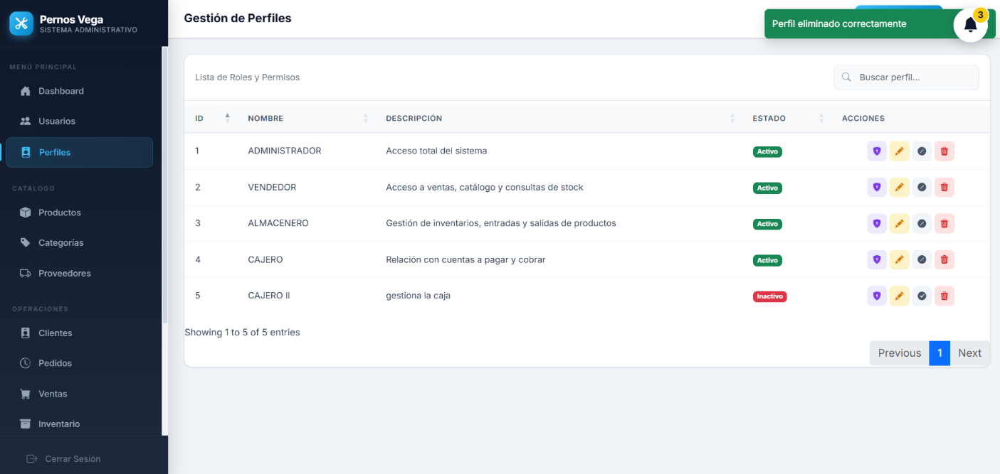 Pernos Vega
SISTEMA ADMINISTRATIVO
MENÚ PRINCIPAL
Dashboard
Usuarios
Perfiles
CATÁLOGO
Productos
Categorías
Proveedores
OPERACIONES
Clientes
Pedidos
Ventas
Inventario
Cerrar Sesión
Gestión de Perfiles
Perfil eliminado correctamente
3
Lista de Roles y Permisos
Buscar perfil...
ID NOMBRE DESCRIPCIÓN ESTADO ACCIONES
1 ADMINISTRADOR Acceso total del sistema Activo
2 VENDEDOR Acceso a ventas, catálogo y consultas de stock Activo
3 ALMACENERO Gestión de inventarios, entradas y salidas de productos Activo
4 CAJERO Relación con cuentas a pagar y cobrar Activo
5 CAJERO II gestiona la caja Inactivo
Showing 1 to 5 of 5 entries
Previous 1 Next